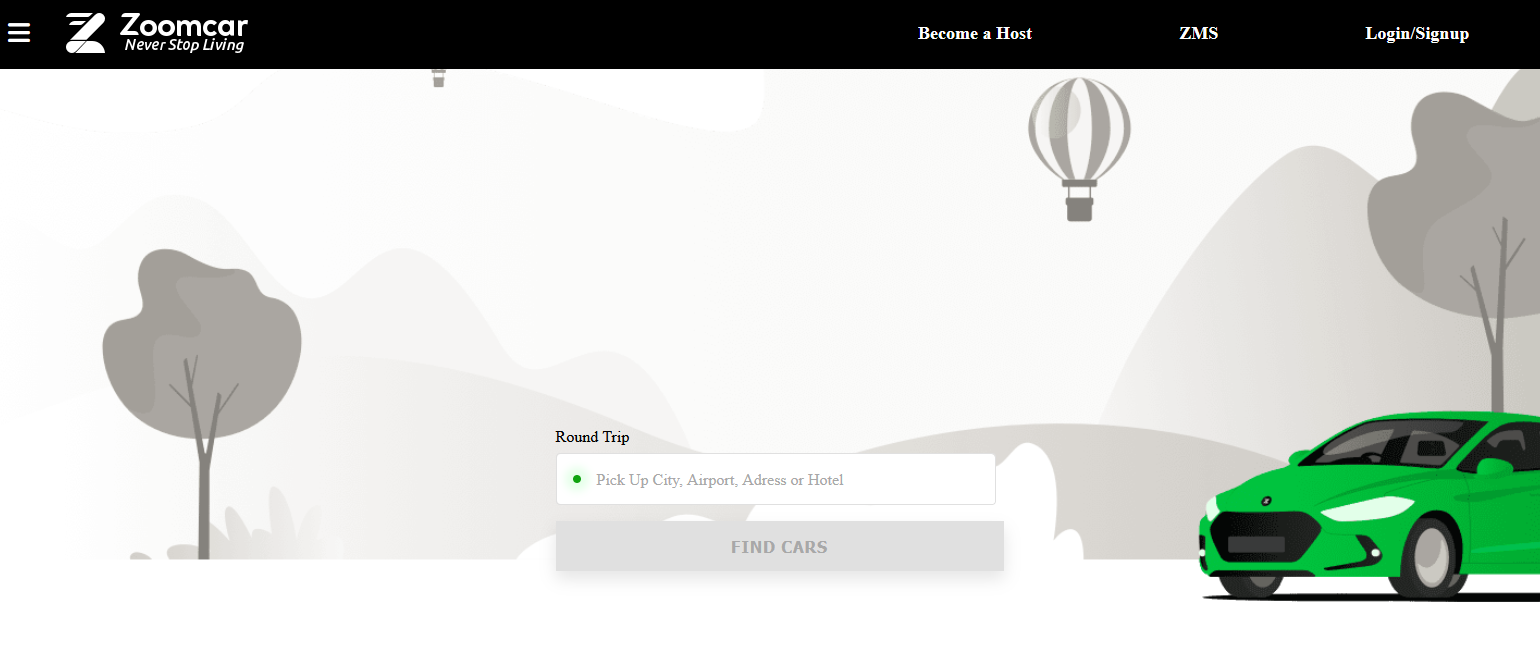 Zoomcar
Never Stop Living
Become a Host
ZMS
Login/Signup
Round Trip
Pick Up City, Airport, Adress or Hotel
FIND CARS